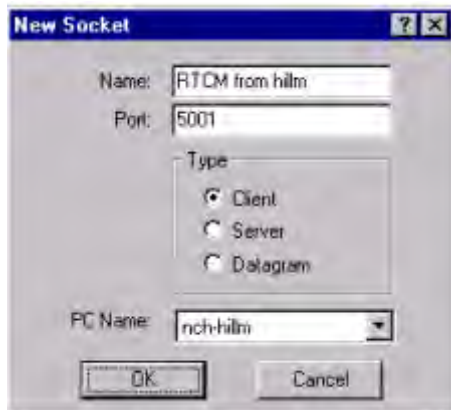 New Socket
Name: RTCM from hillm
Port: 5001
Type
Client
Server
Datagram
PC Name: nch-hillm
OK
Cancel